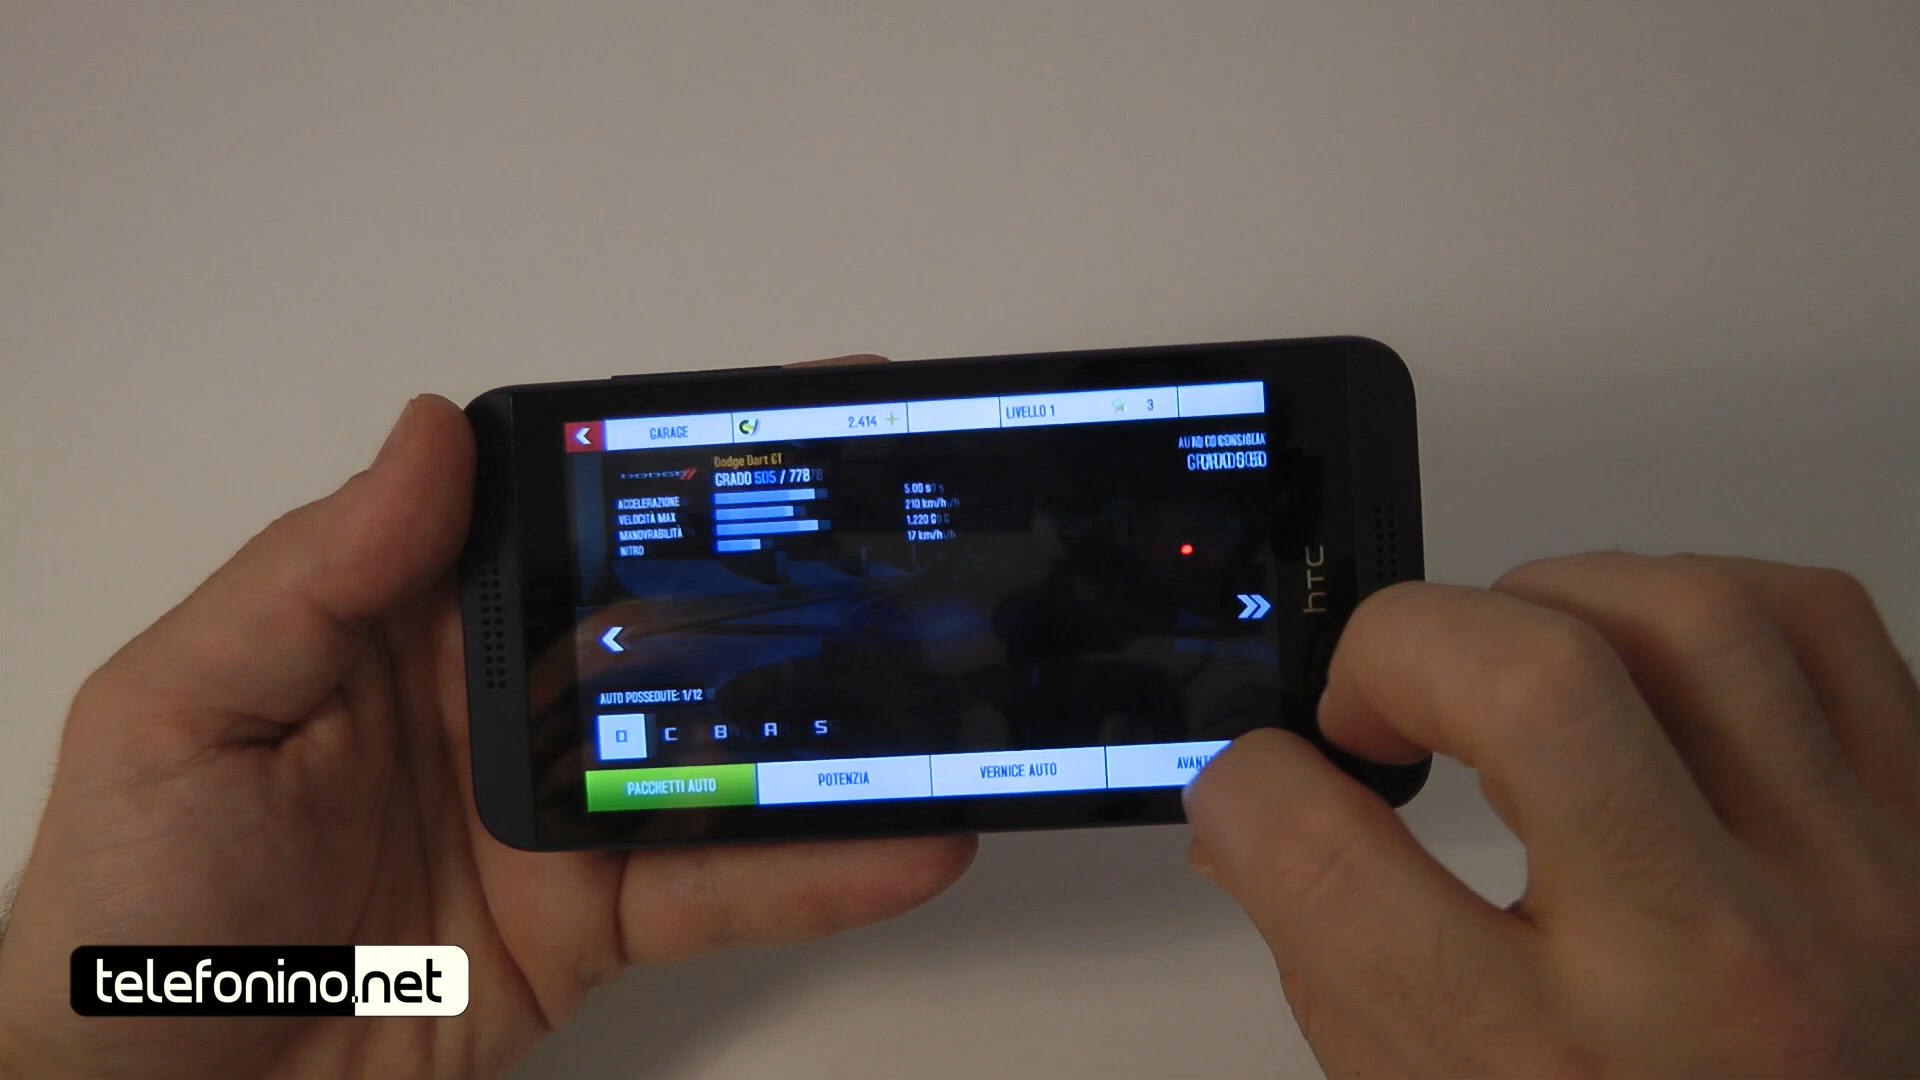 GARAGE
2.414
LIVELLO 1
3
DODGE
Dodge Dart GT
GRADO 505 / 778
ACCELERAZIONE
5.00 s
VELOCITÀ MAX
210 km/h
MANOVRABILITÀ
1.220 G
NITRO
17 km/h
hTC
AUTO POSSEDUTE: 1/12
D C B A S
PACCHETTI AUTO
POTENZIA
VERNICE AUTO
telefonino.net